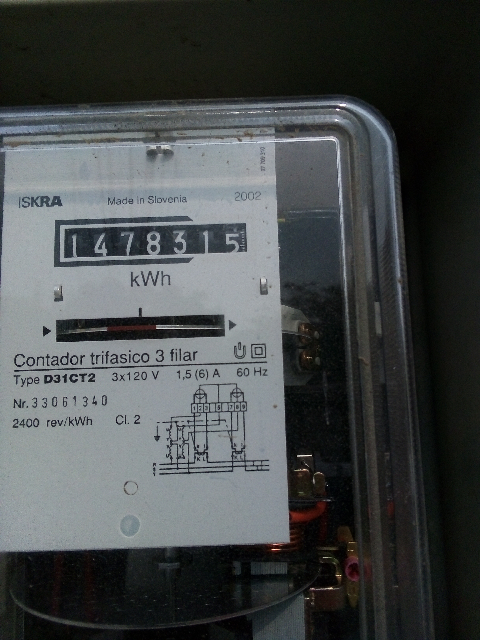 ISKRA Made in Slovenia 2002
1478315
kWh
Contador trifasico 3 filar
Type D31CT2 3x120 V 1,5 (6) A 60 Hz
Nr. 33061340
2400 rev/kWh Cl. 2